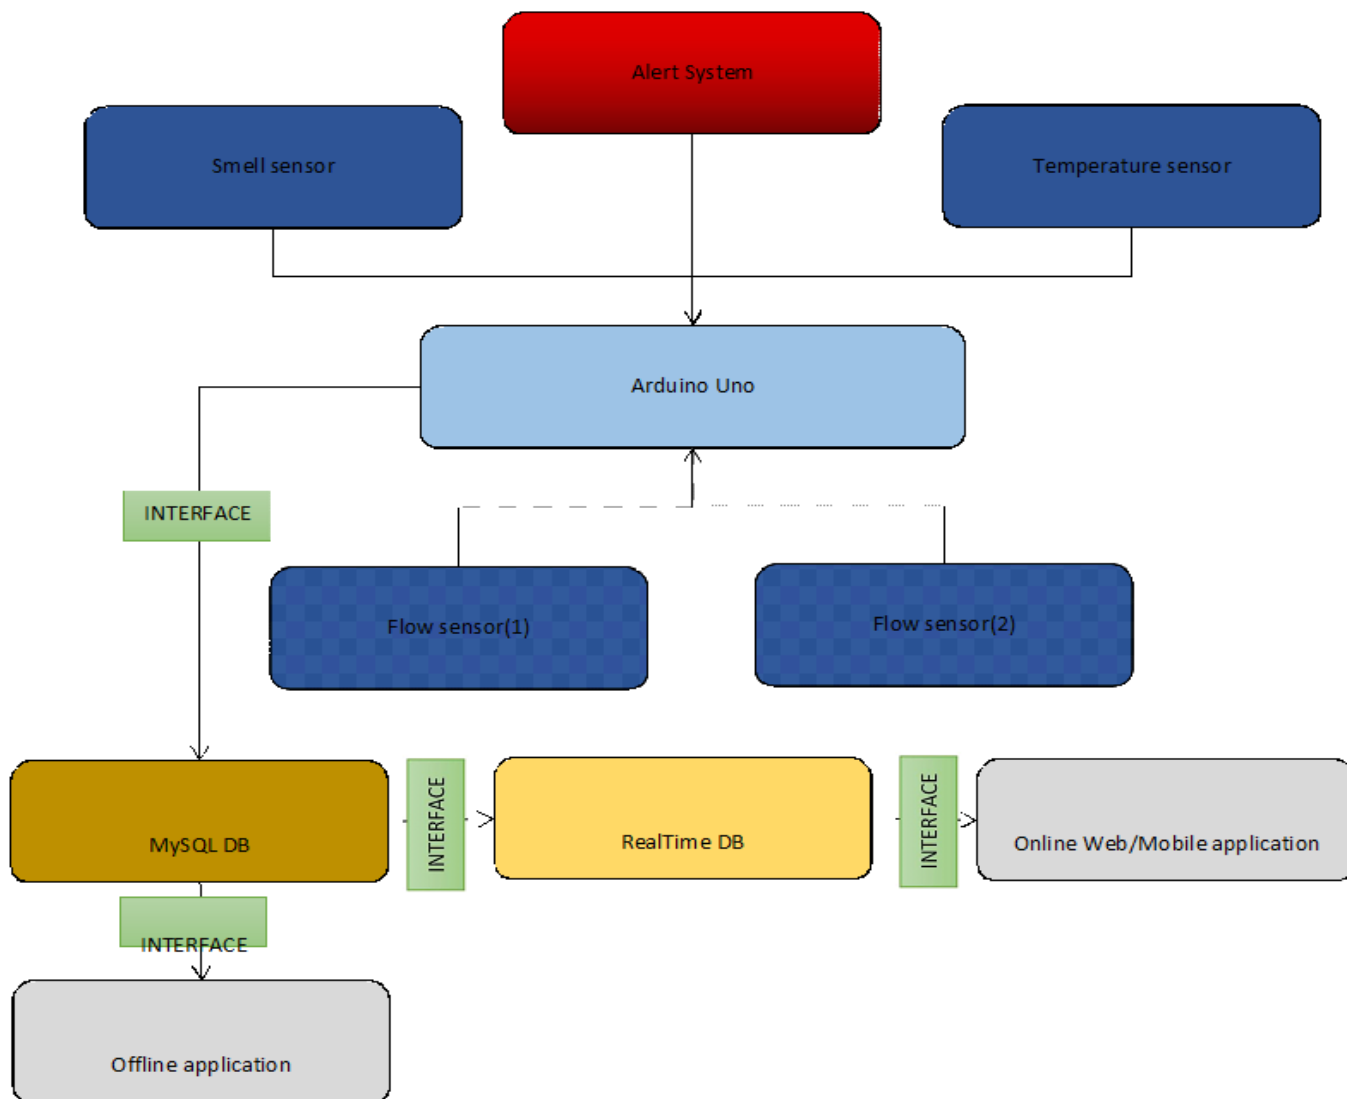 Alert System
Smell sensor
Temperature sensor
Arduino Uno
INTERFACE
Flow sensor(1)
Flow sensor(2)
MySQL DB
INTERFACE
RealTime DB
INTERFACE
Online Web/Mobile application
INTERFACE
Offline application